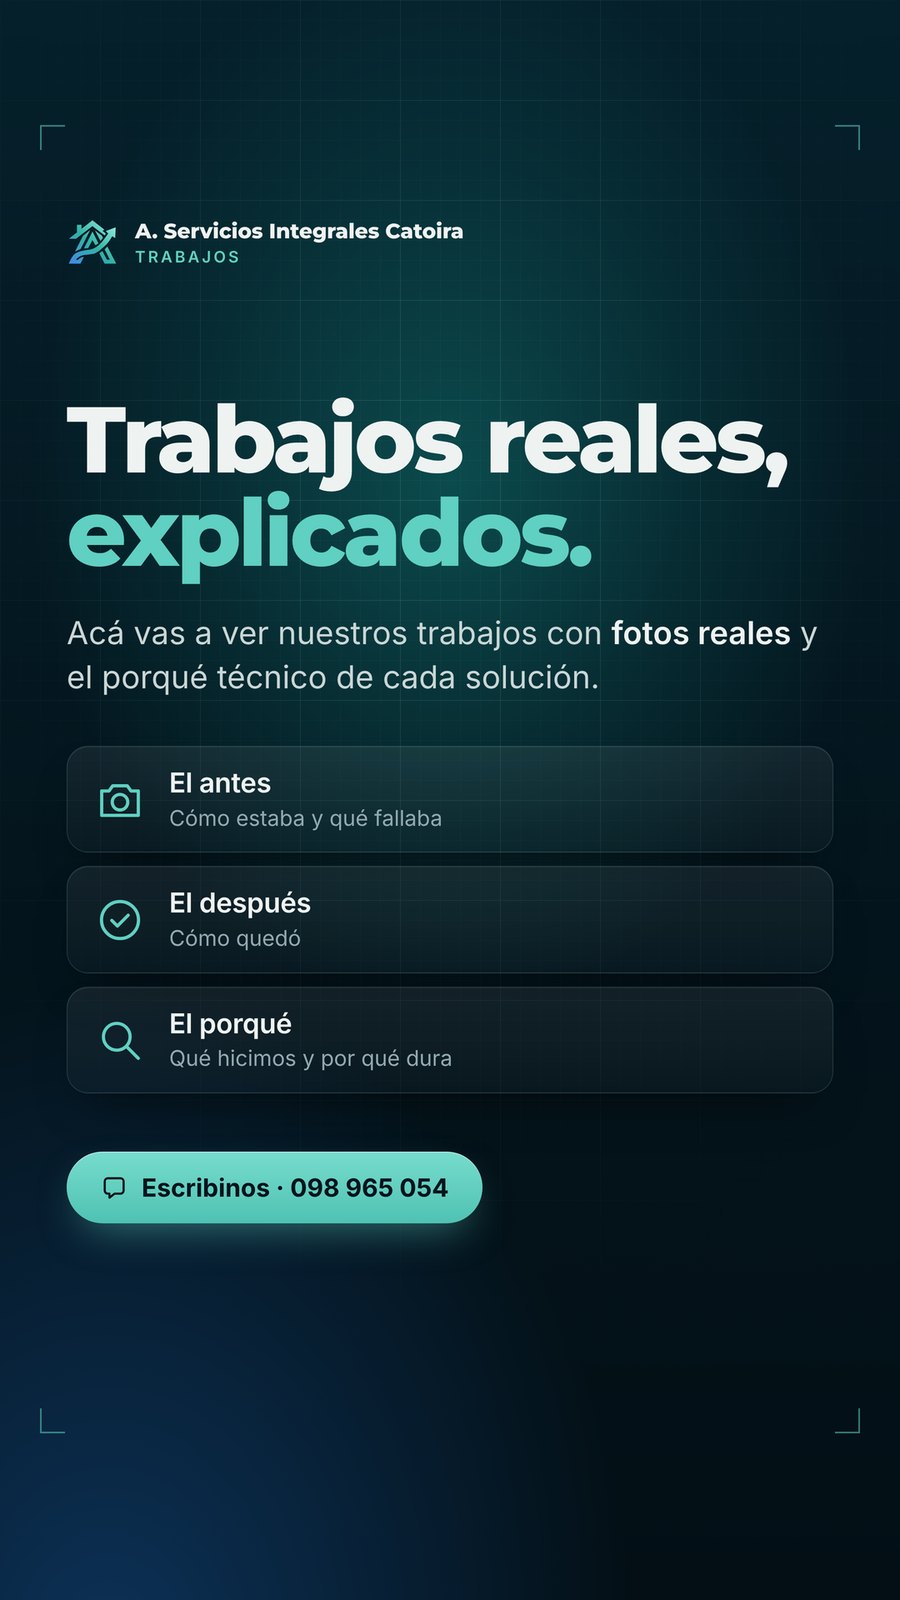 A. Servicios Integrales Catoira
TRABAJOS
Trabajos reales,
explicados.
Acá vas a ver nuestros trabajos con fotos reales y
el porqué técnico de cada solución.
El antes
Cómo estaba y qué fallaba
El después
Cómo quedó
El porqué
Qué hicimos y por qué dura
Escribinos · 098 965 054